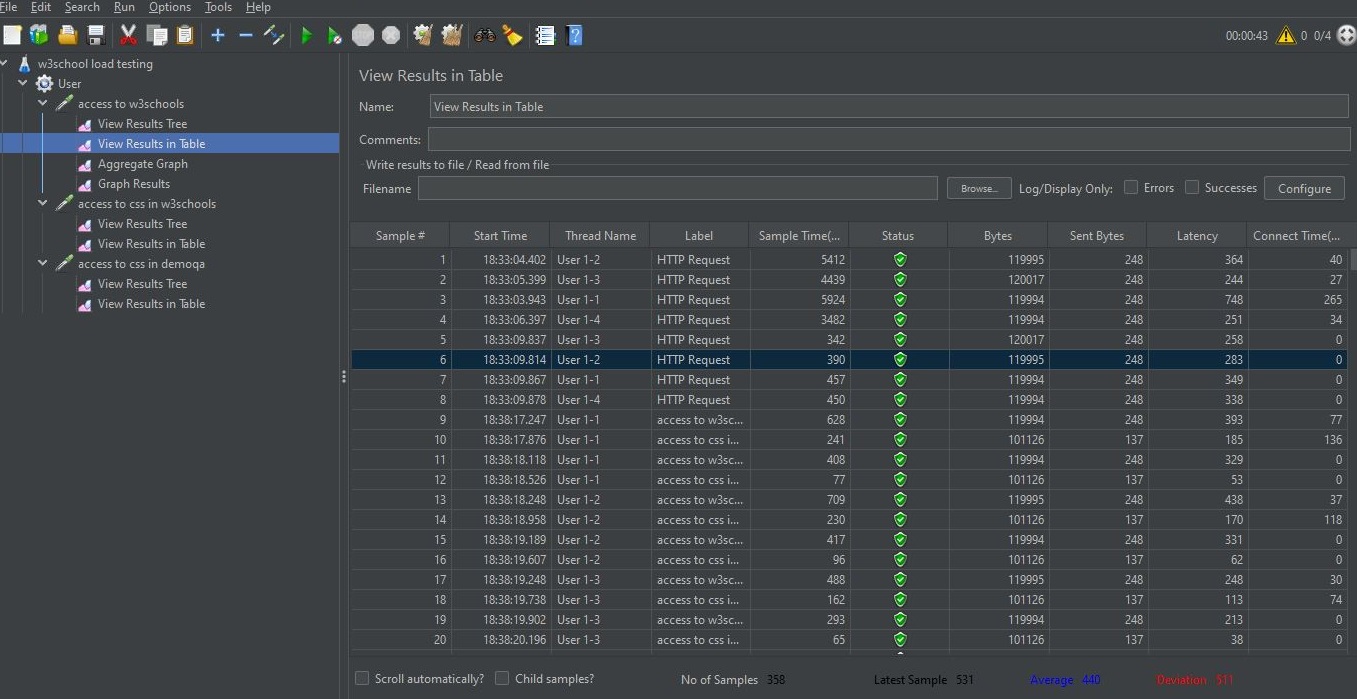 File Edit Search Run Options Tools Help
00:00:43 0 0/4
w3school load testing
User
access to w3schools
View Results Tree
View Results in Table
Aggregate Graph
Graph Results
access to css in w3schools
View Results Tree
View Results in Table
access to css in demoqa
View Results Tree
View Results in Table
View Results in Table
Name: View Results in Table
Comments:
Write results to file / Read from file
Filename Browse... Log/Display Only: Errors Successes Configure
Sample # Start Time Thread Name Label Sample Time(... Status Bytes Sent Bytes Latency Connect Time(...
1 18:33:04.402 User 1-2 HTTP Request 5412 119995 248 364 40
2 18:33:05.399 User 1-3 HTTP Request 4439 120017 248 244 27
3 18:33:03.943 User 1-1 HTTP Request 5924 119994 248 748 265
4 18:33:06.397 User 1-4 HTTP Request 3482 119994 248 251 34
5 18:33:09.837 User 1-3 HTTP Request 342 120017 248 258 0
6 18:33:09.814 User 1-2 HTTP Request 390 119995 248 283 0
7 18:33:09.867 User 1-1 HTTP Request 457 119994 248 349 0
8 18:33:09.878 User 1-4 HTTP Request 450 119994 248 338 0
9 18:38:17.247 User 1-1 access to w3sc... 628 119994 248 393 77
10 18:38:17.876 User 1-1 access to css i... 241 101126 137 185 136
11 18:38:18.118 User 1-1 access to w3sc... 408 119994 248 329 0
12 18:38:18.526 User 1-1 access to css i... 77 101126 137 53 0
13 18:38:18.248 User 1-2 access to w3sc... 709 119995 248 438 37
14 18:38:18.958 User 1-2 access to css i... 230 101126 137 170 118
15 18:38:19.189 User 1-2 access to w3sc... 417 119994 248 331 0
16 18:38:19.607 User 1-2 access to css i... 96 101126 137 62 0
17 18:38:19.248 User 1-3 access to w3sc... 488 119995 248 248 30
18 18:38:19.738 User 1-3 access to css i... 162 101126 137 113 74
19 18:38:19.902 User 1-3 access to w3sc... 293 119994 248 213 0
20 18:38:20.196 User 1-3 access to css i... 65 101126 137 38 0
Scroll automatically? Child samples? No of Samples 358 Latest Sample 531 Average 440 Deviation 511